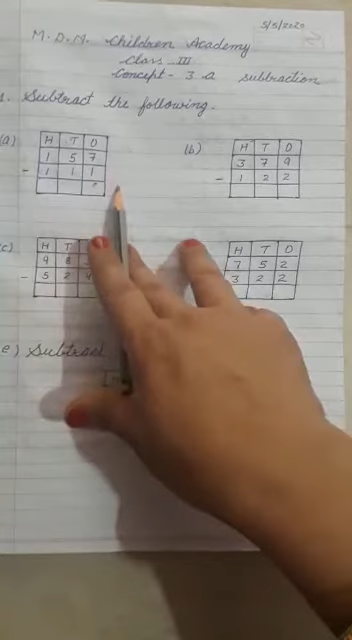 5/5/2020
M.D.M. Children Academy
Class III
Concept - 3.a subtraction
Subtract the following.
(a)
H T O
1 5 7
- 1 1 1
(b)
H T O
3 7 9
- 1 2 2
(c)
H T
9 8
- 5 2 4
H T O
7 5 2
3 2 2
e) Subtract